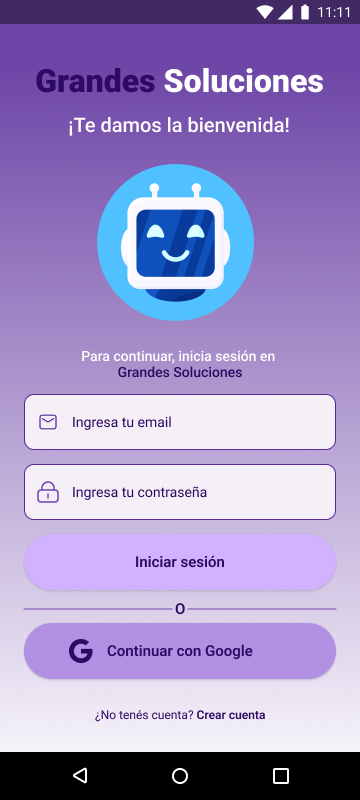 11:11
Grandes Soluciones
¡Te damos la bienvenida!
Para continuar, inicia sesión en
Grandes Soluciones
Ingresa tu email
Ingresa tu contraseña
Iniciar sesión
O
G Continuar con Google
¿No tenés cuenta? Crear cuenta